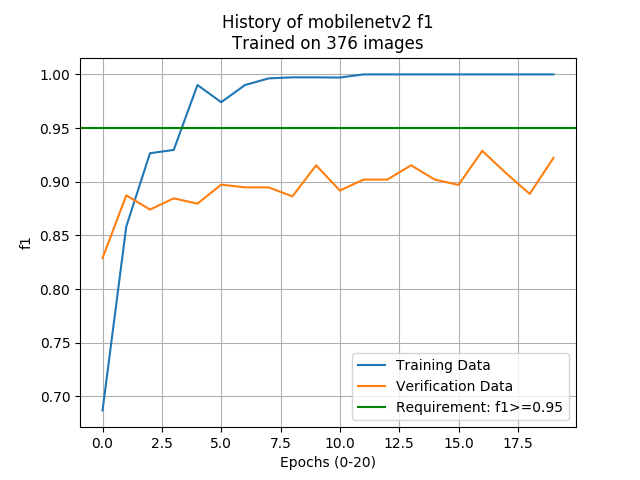 History of mobilenetv2 f1
Trained on 376 images
1.00
0.95
0.90
0.85
0.80
0.75
0.70
f1
Training Data
Verification Data
Requirement: f1>=0.95
0.0 2.5 5.0 7.5 10.0 12.5 15.0 17.5
Epochs (0-20)